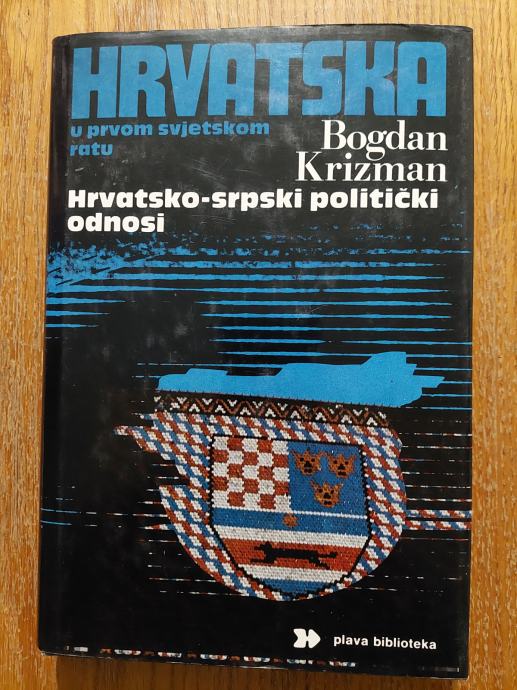 HRVATSKA
u prvom svjetskom
ratu
Bogdan
Krizman
Hrvatsko-srpski politički
odnosi
plava biblioteka